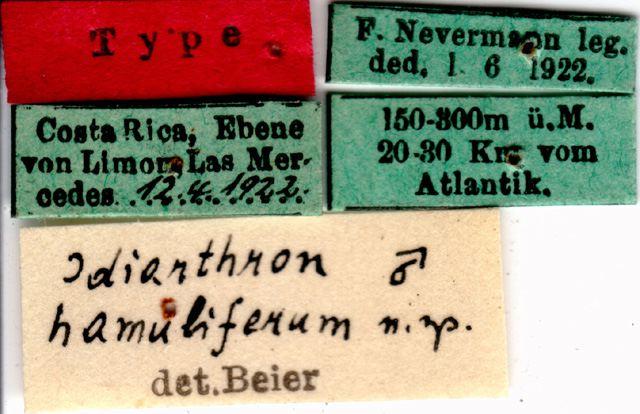 Type
F. Nevermann leg.
ded. 1 6 1922.
Costa Rica, Ebene
von Limon, Las Mer-
cedes. 12.4.1922.
150-300m ü.M.
20-30 Km vom
Atlantik.
Idiarthron ♂
hamuliferum n. sp.
det. Beier